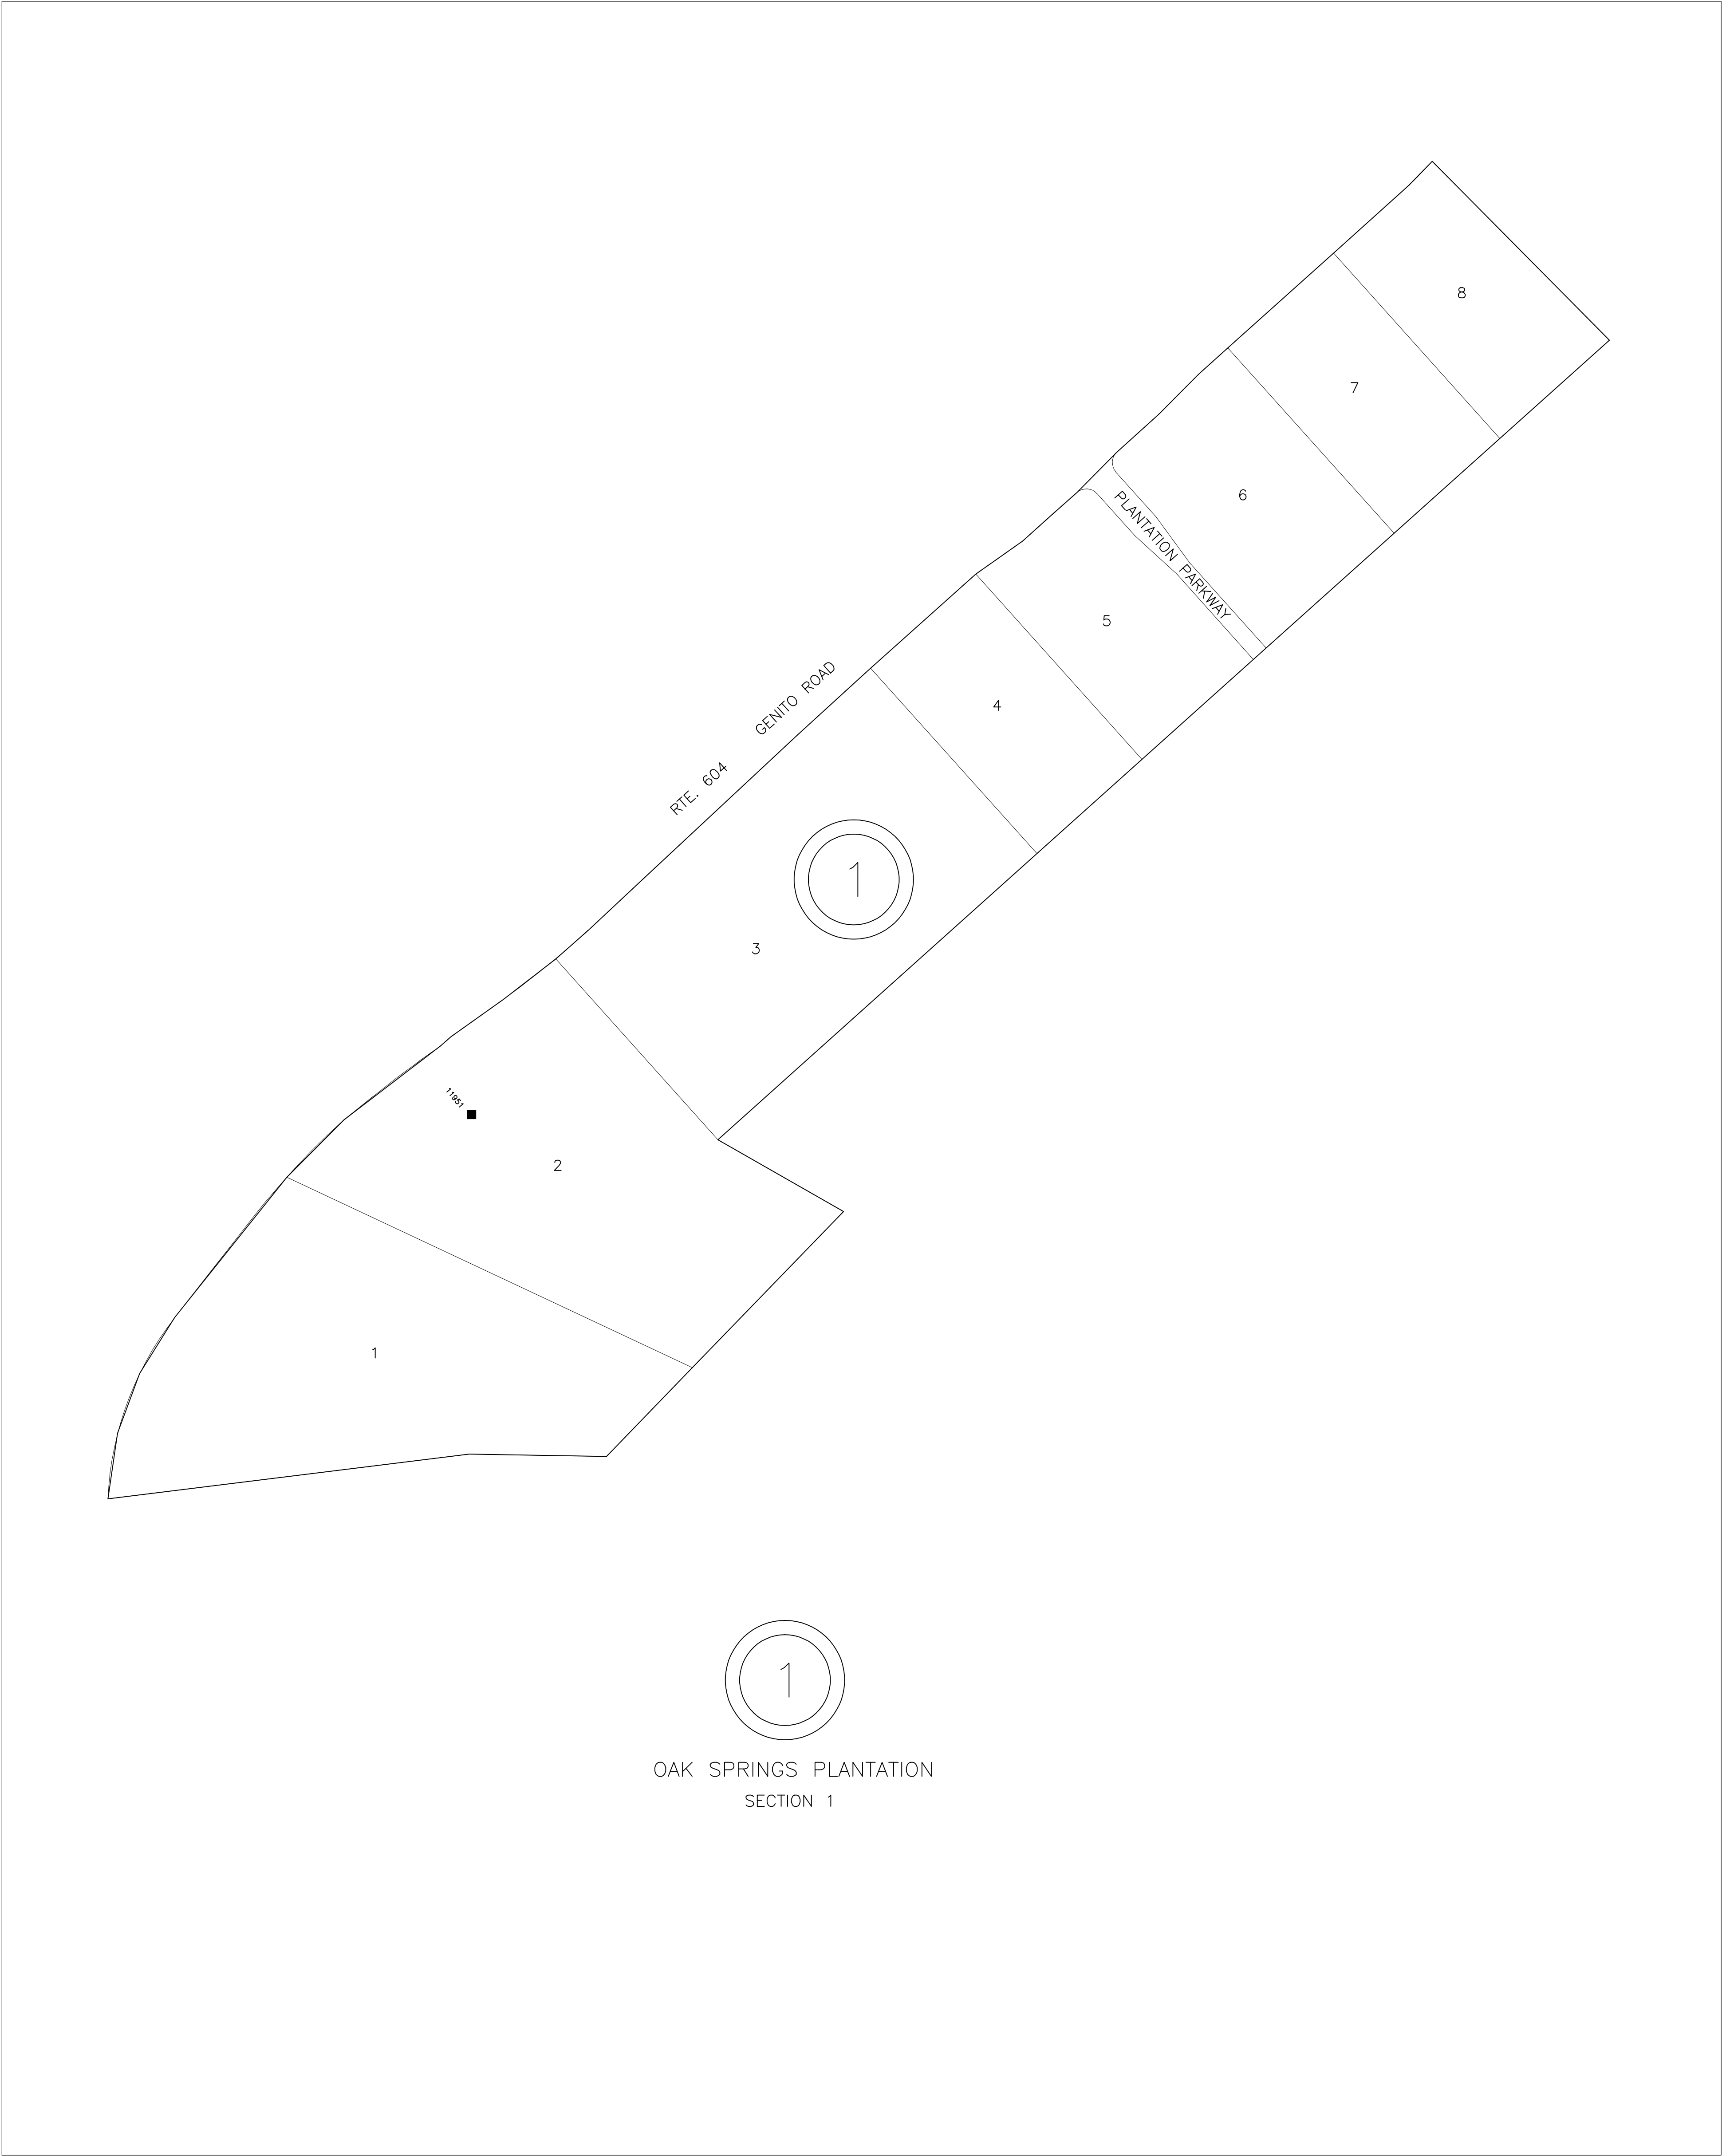 8
7
6
PLANTATION PARKWAY
5
RTE. 604 GENITO ROAD
4
1
3
11951
2
1
1
OAK SPRINGS PLANTATION
SECTION 1